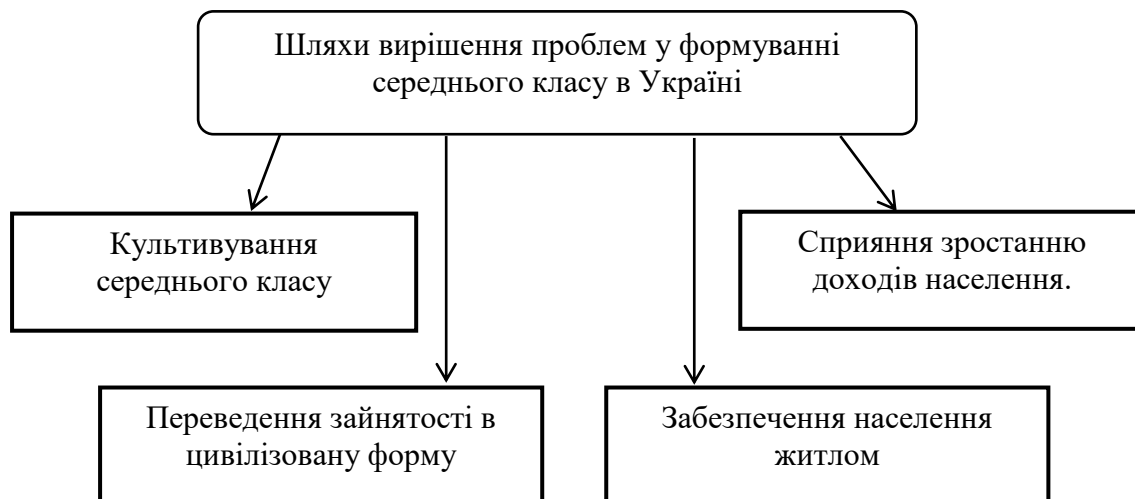 Шляхи вирішення проблем у формуванні
середнього класу в Україні
Культивування
середнього класу
Сприяння зростанню
доходів населення.
Переведення зайнятості в
цивілізовану форму
Забезпечення населення
житлом